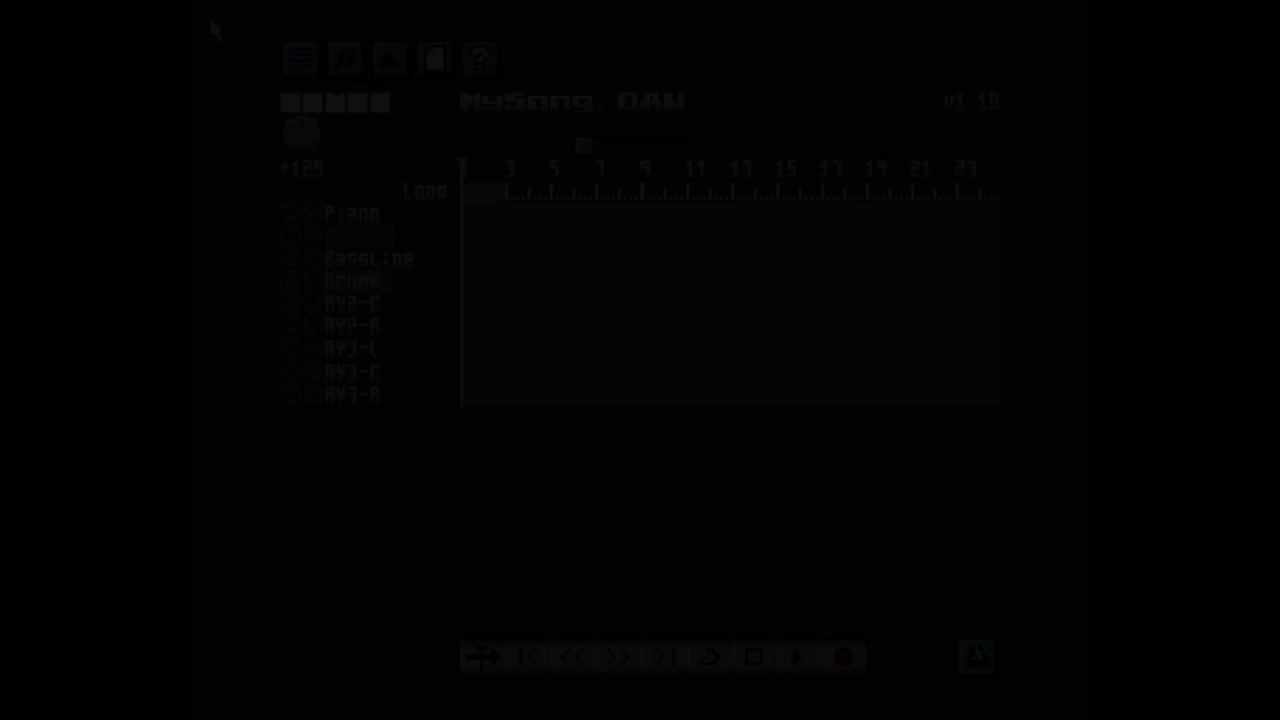 MySong. DAW v1.10
+125 1 3 5 7 9 11 13 15 17 19 21 23
Loop
Piano
Bassline
Drums
AY2-C
AY2-R
AY3-L
AY3-C
AY3-R